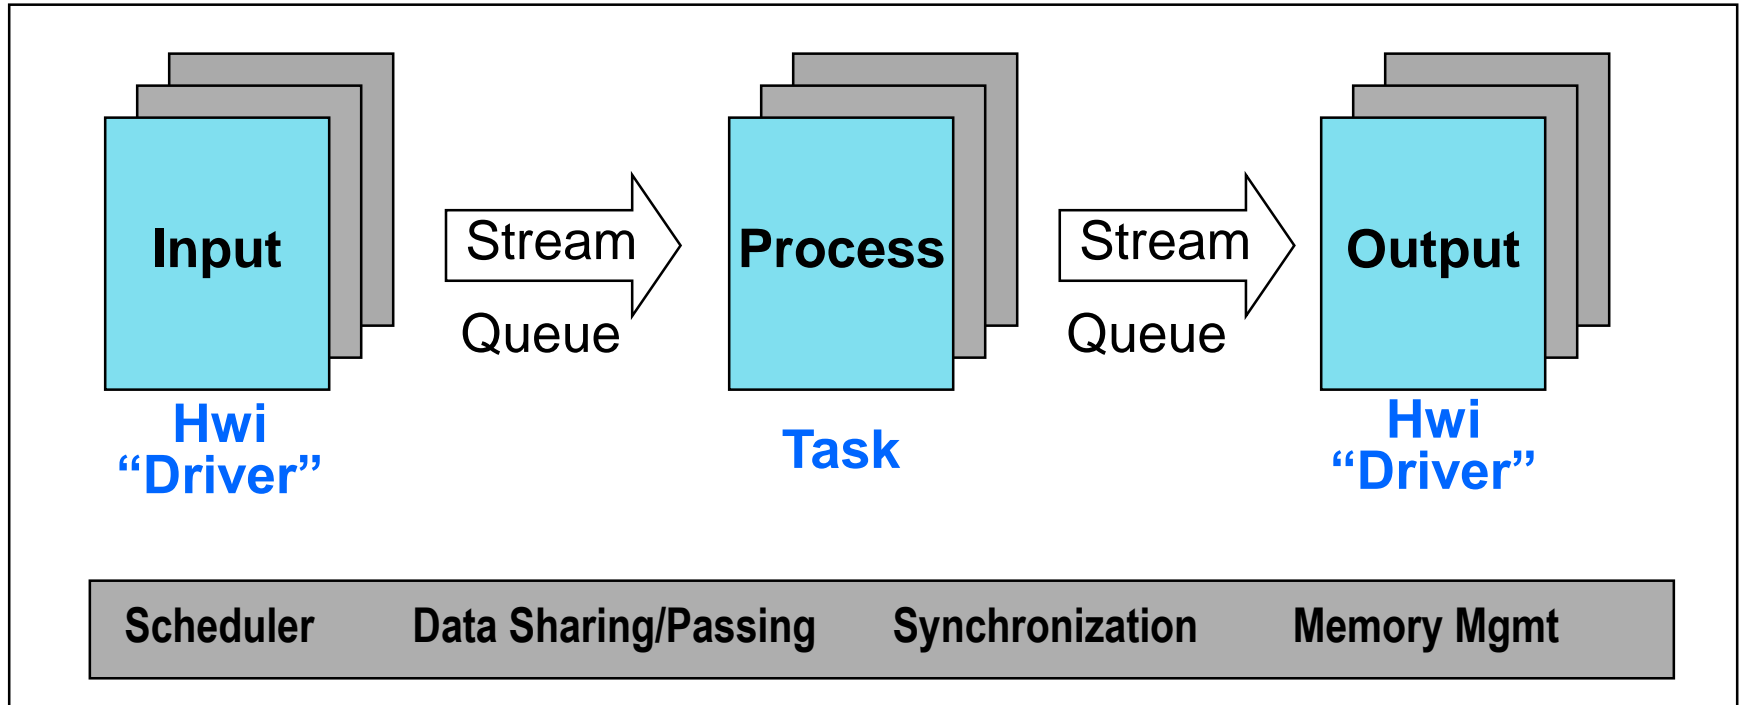 Input
Stream
Queue
Process
Stream
Queue
Output
Hwi
“Driver”
Task
Hwi
“Driver”
Scheduler Data Sharing/Passing Synchronization Memory Mgmt